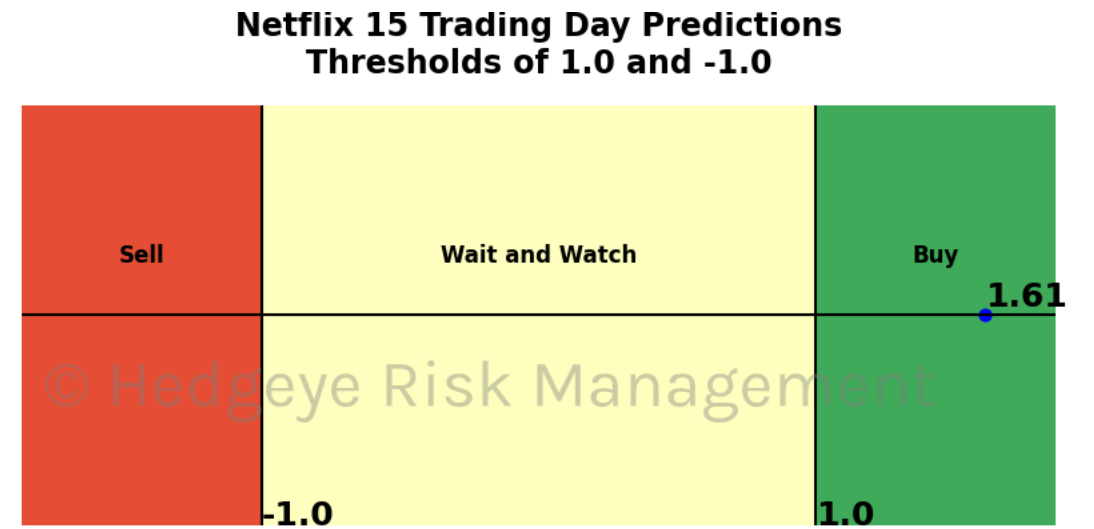 Netflix 15 Trading Day Predictions
Thresholds of 1.0 and -1.0
Sell
Wait and Watch
Buy
1.61
© Hedgeye Risk Management
-1.0
1.0